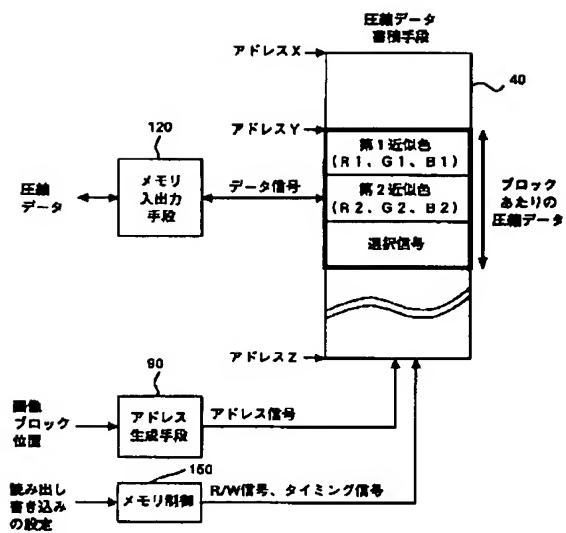 圧縮データ
蓄積手段
アドレスX
40
120
アドレスY
第1近似色
(R1、G1、B1)
圧縮
データ
メモリ
入出力
手段
データ信号
第2近似色
(R2、G2、B2)
ブロック
あたりの
圧縮データ
選択信号
アドレスZ
90
画像
ブロック
位置
アドレス
生成手段
アドレス信号
150
読み出し
書き込み
の設定
メモリ制御
R/W信号、タイミング信号